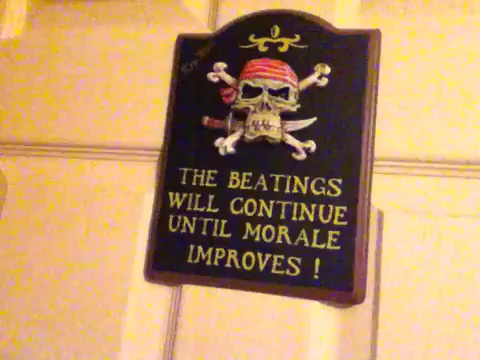 THE BEATINGS
WILL CONTINUE
UNTIL MORALE
IMPROVES !